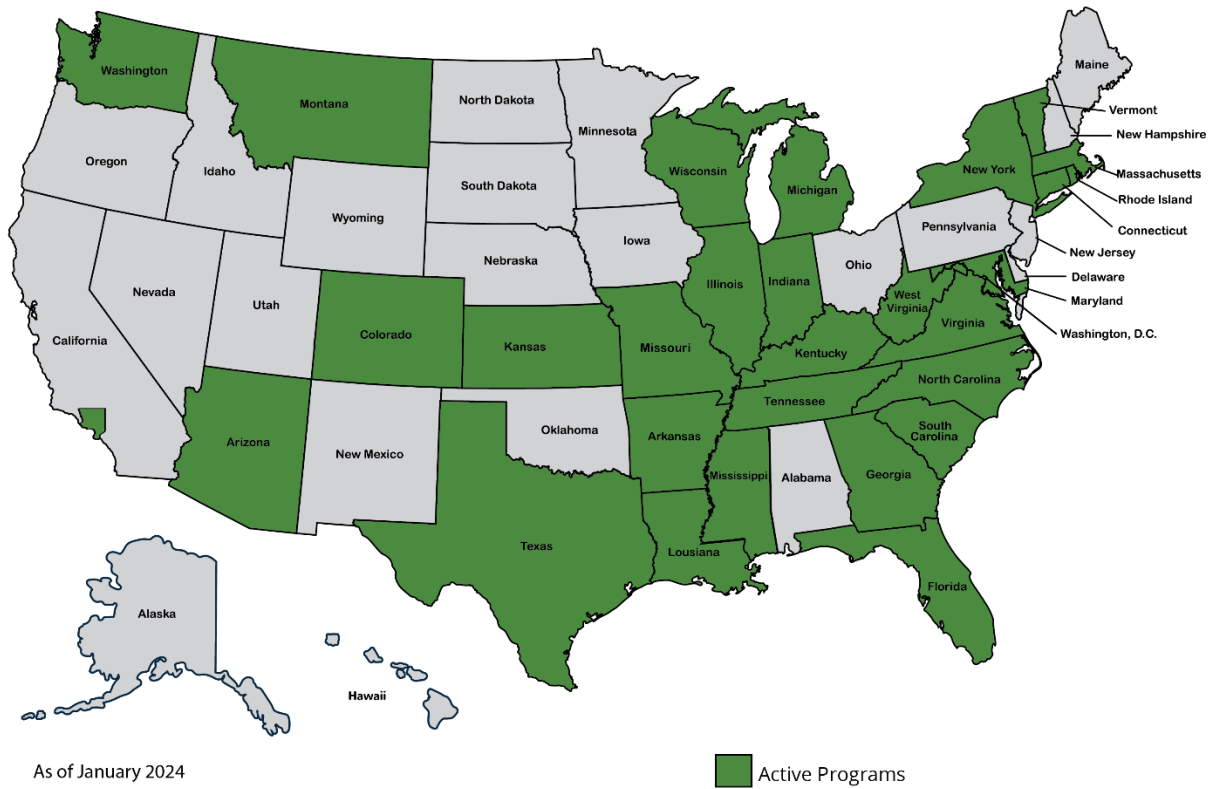 Washington
Montana
North Dakota
Minnesota
Maine
Vermont
New Hampshire
Oregon
Idaho
South Dakota
Wisconsin
Michigan
New York
Massachusetts
Rhode Island
Connecticut
Wyoming
Iowa
Pennsylvania
New Jersey
Nebraska
Ohio
Delaware
Nevada
Utah
Illinois
Indiana
West
Virginia
Maryland
California
Colorado
Kansas
Missouri
Kentucky
Virginia
Washington, D.C.
North Carolina
Tennessee
Arizona
New Mexico
Oklahoma
Arkansas
South
Carolina
Mississippi
Alabama
Georgia
Texas
Lousiana
Florida
Alaska
Hawaii
As of January 2024
Active Programs